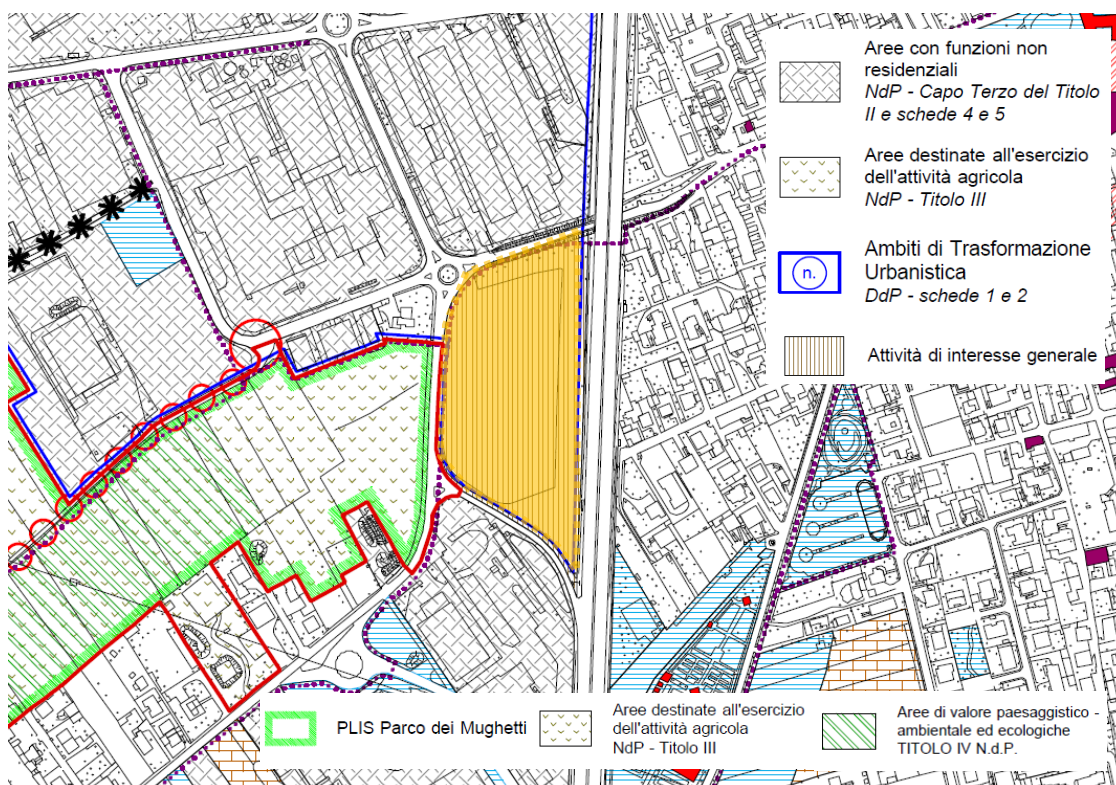 Aree con funzioni non
residenziali
NdP - Capo Terzo del Titolo
II e schede 4 e 5
Aree destinate all'esercizio
dell'attività agricola
NdP - Titolo III
n.
Ambiti di Trasformazione
Urbanistica
DdP - schede 1 e 2
Attività di interesse generale
PLIS Parco dei Mughetti
Aree destinate all'esercizio
dell'attività agricola
NdP - Titolo III
Aree di valore paesaggistico -
ambientale ed ecologiche
TITOLO IV N.d.P.